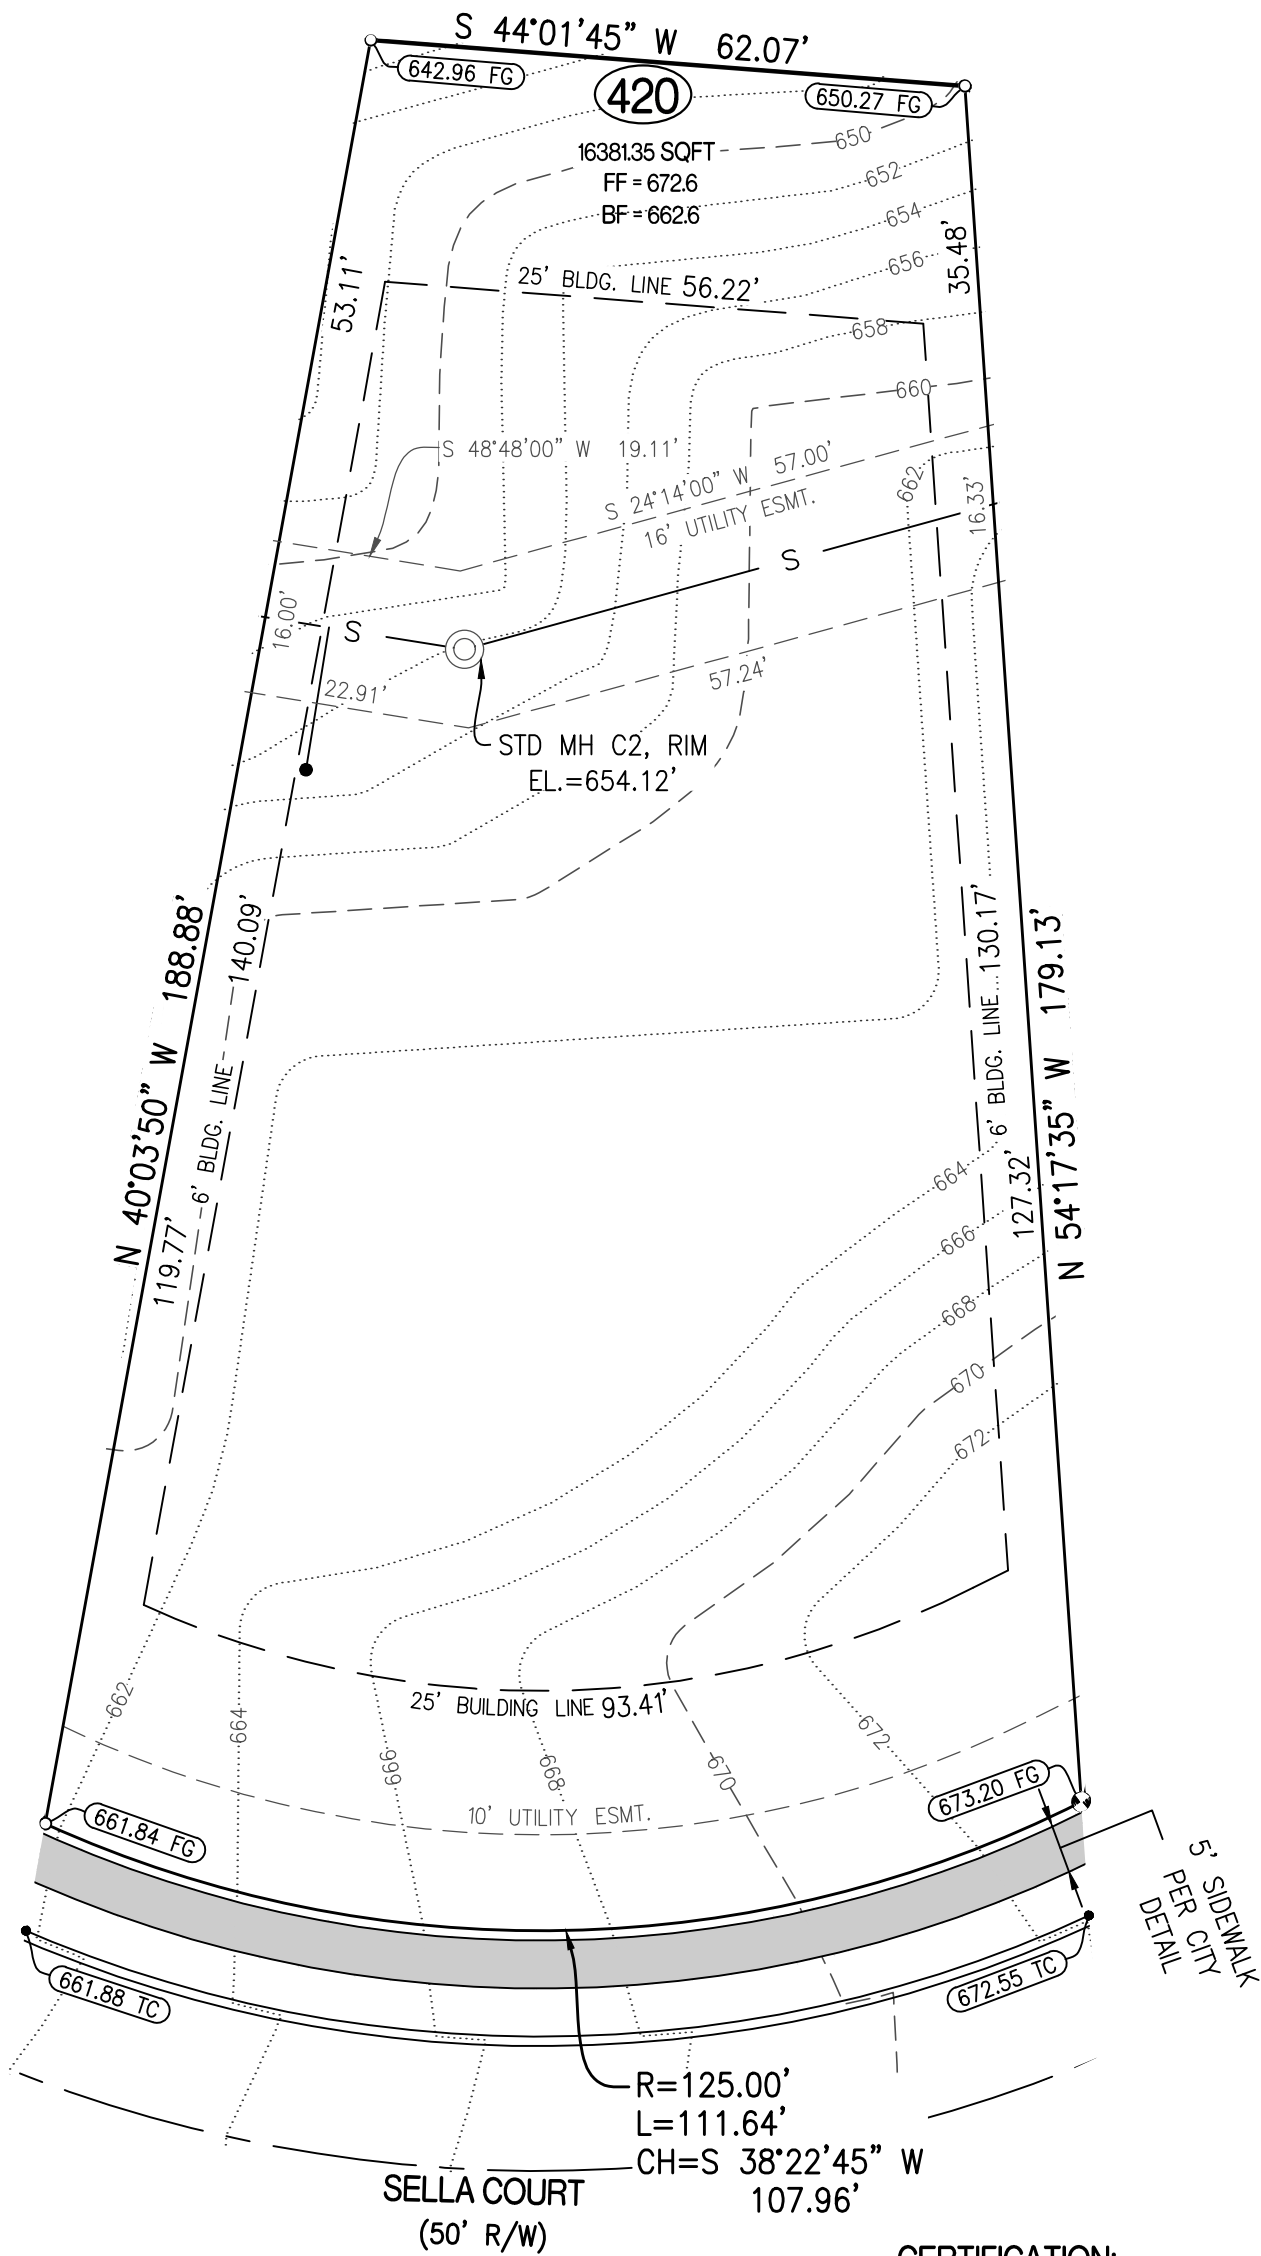 S 44°01'45" W 62.07'
642.96 FG
420
650.27 FG
16381.35 SQFT
FF = 672.6
BF = 662.6
650
652
654
656
658
660
662
53.11'
35.48'
25' BLDG. LINE 56.22'
S 48°48'00" W 19.11'
S 24°14'00" W 57.00'
16' UTILITY ESMT.
16.33'
S
16.00'
S
22.91'
57.24'
STD MH C2, RIM
EL.=654.12'
N 40°03'50" W 188.88'
140.09'
6' BLDG. LINE
119.77'
6' BLDG. LINE 130.17'
127.32'
N 54°17'35" W 179.13'
664
666
668
670
672
25' BUILDING LINE 93.41'
662
664
666
668
670
672
10' UTILITY ESMT.
661.84 FG
673.20 FG
5' SIDEWALK
PER CITY
DETAIL
661.88 TC
672.55 TC
R=125.00'
L=111.64'
CH=S 38°22'45" W
107.96'
SELLA COURT
(50' R/W)
CERTIFICATION: